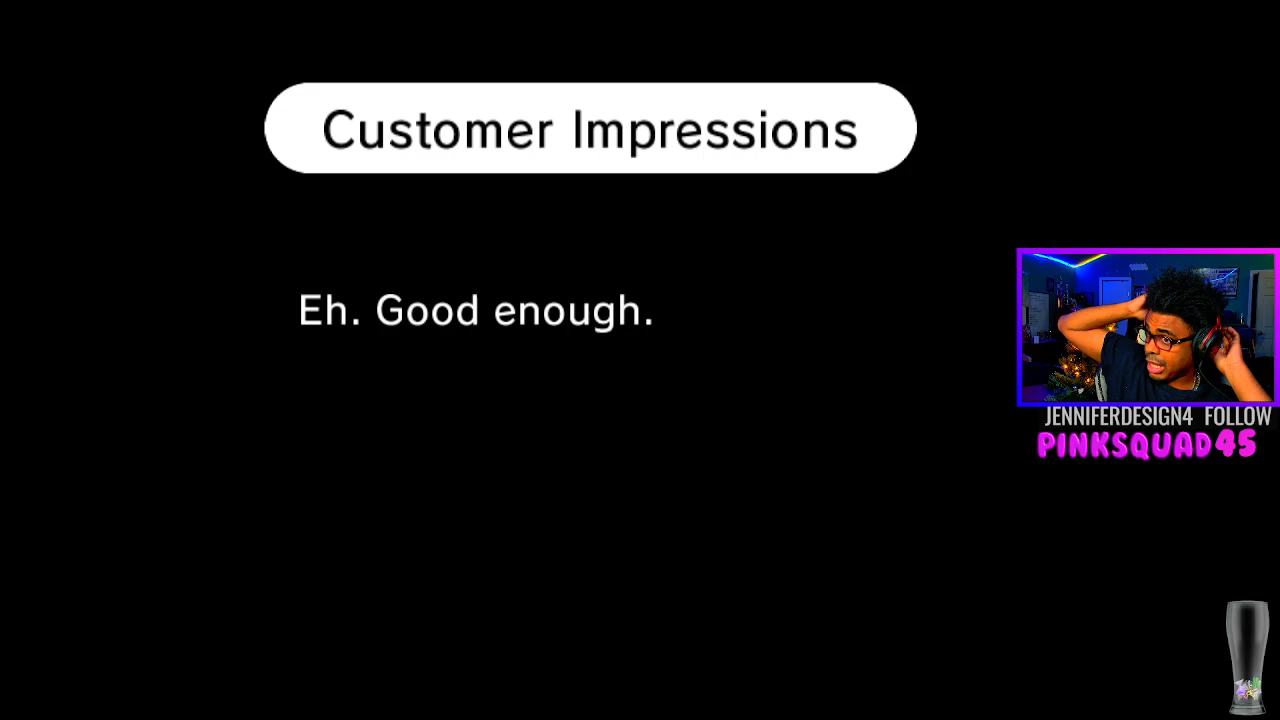 Customer Impressions
Eh. Good enough.
JENNIFERDESIGN4 FOLLOW
PINKSQUAD45